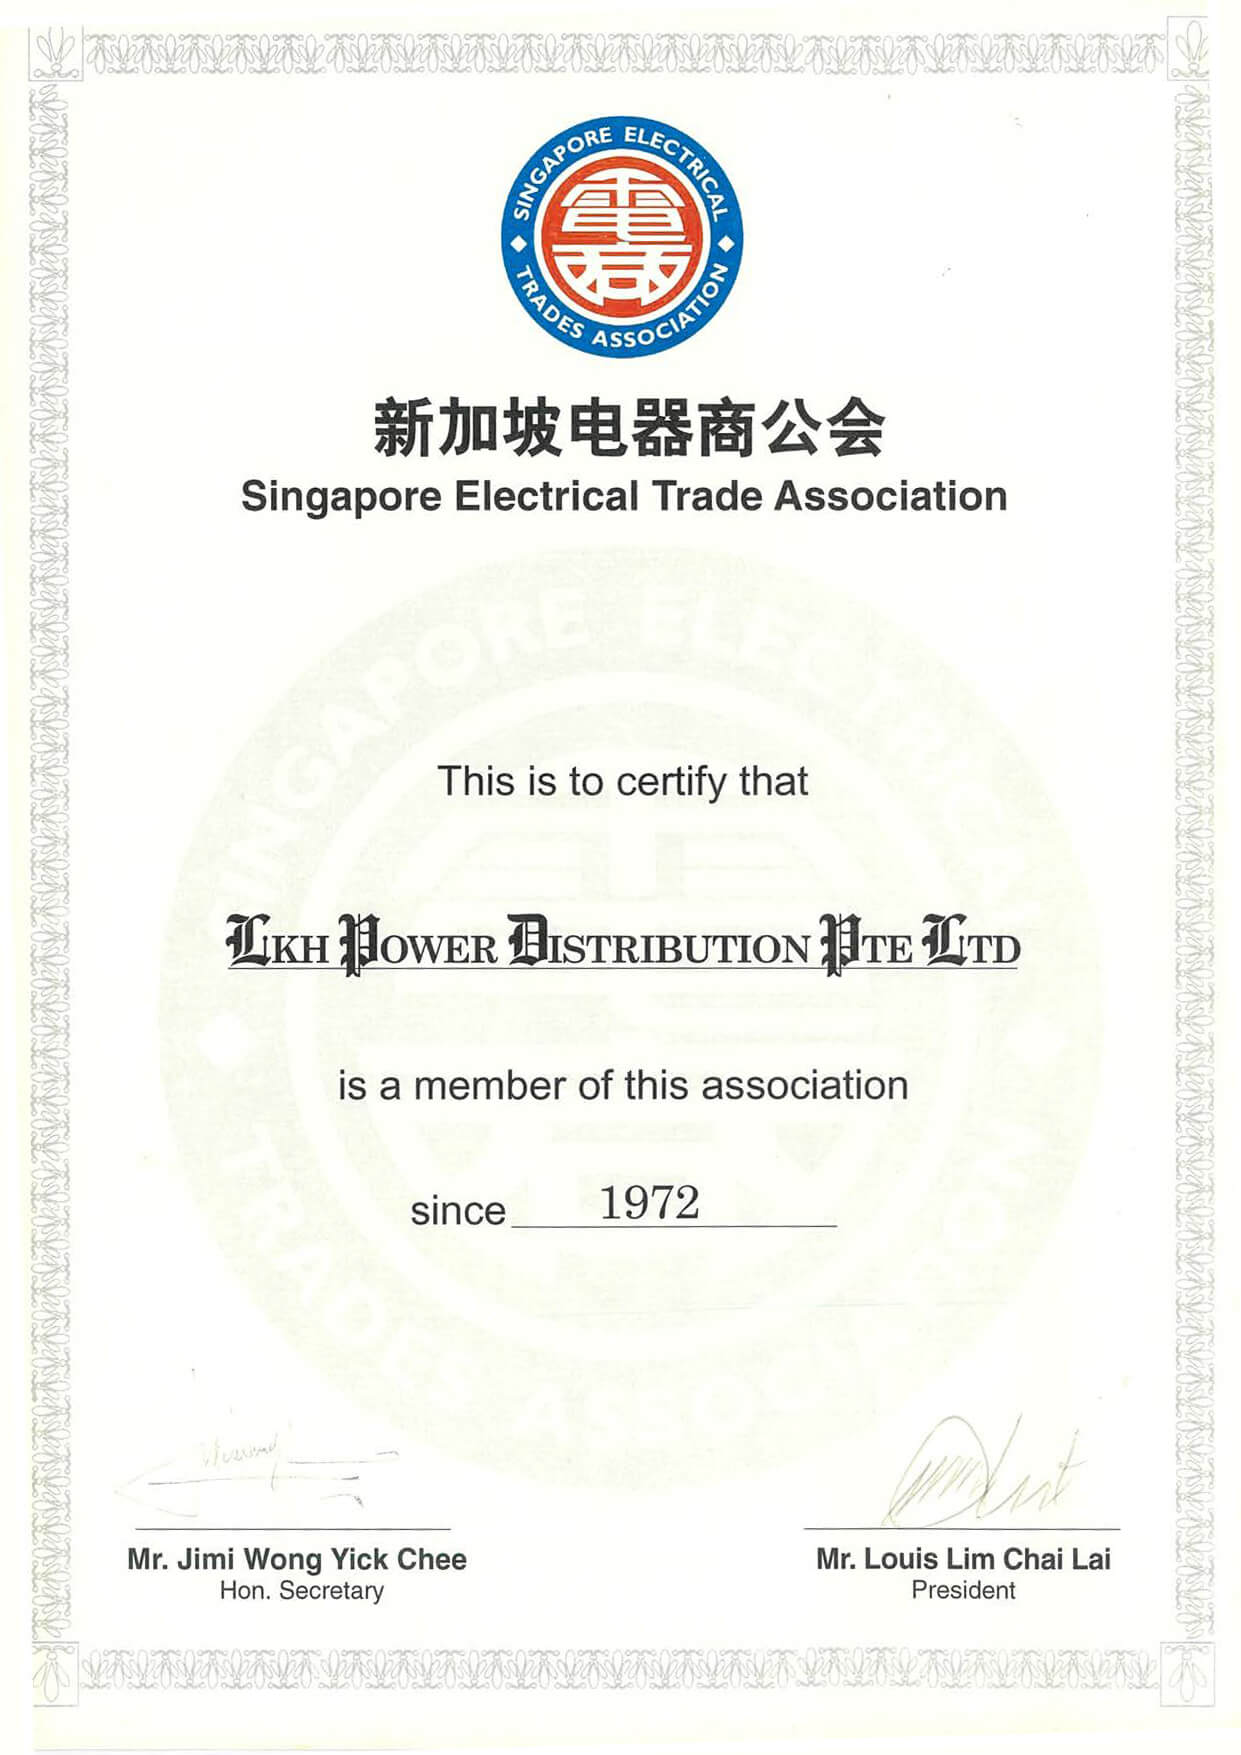 SINGAPORE ELECTRICAL
TRADES ASSOCIATION
新加坡电器商公会
Singapore Electrical Trade Association
This is to certify that
LKH POWER DISTRIBUTION PTE LTD
is a member of this association
since 1972
Mr. Jimi Wong Yick Chee
Hon. Secretary
Mr. Louis Lim Chai Lai
President